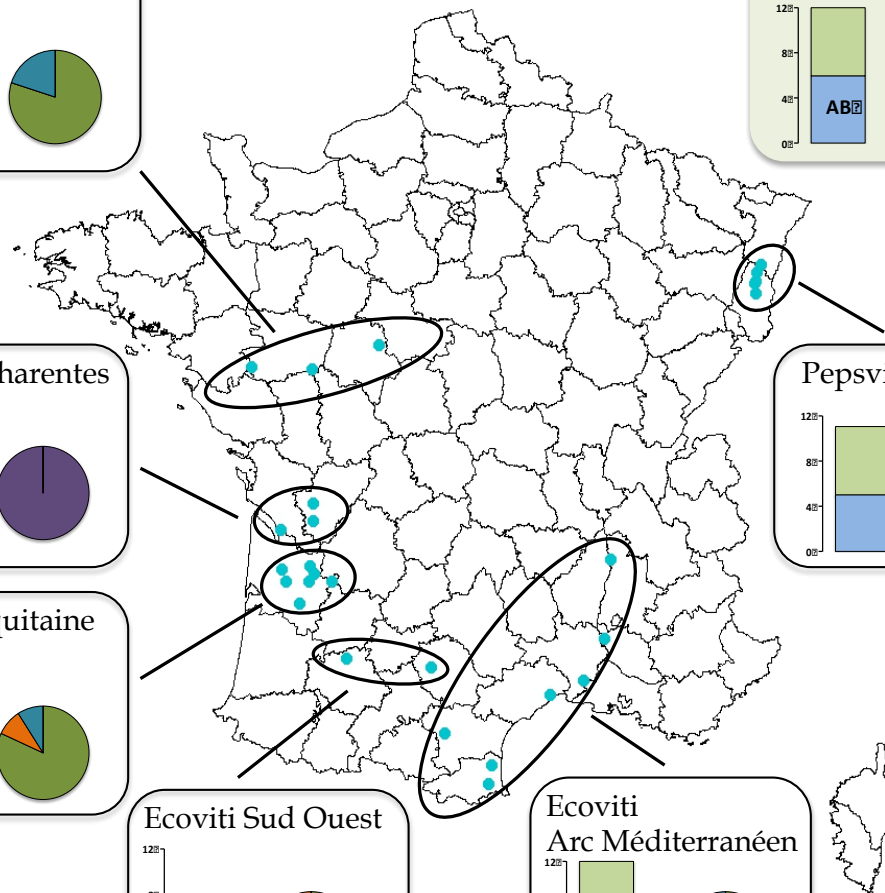 12
8
4
0
AB
harentes
Pepsv
12
8
4
0
quitaine
Ecoviti Sud Ouest
12
Ecoviti
Arc Méditerranéen
12